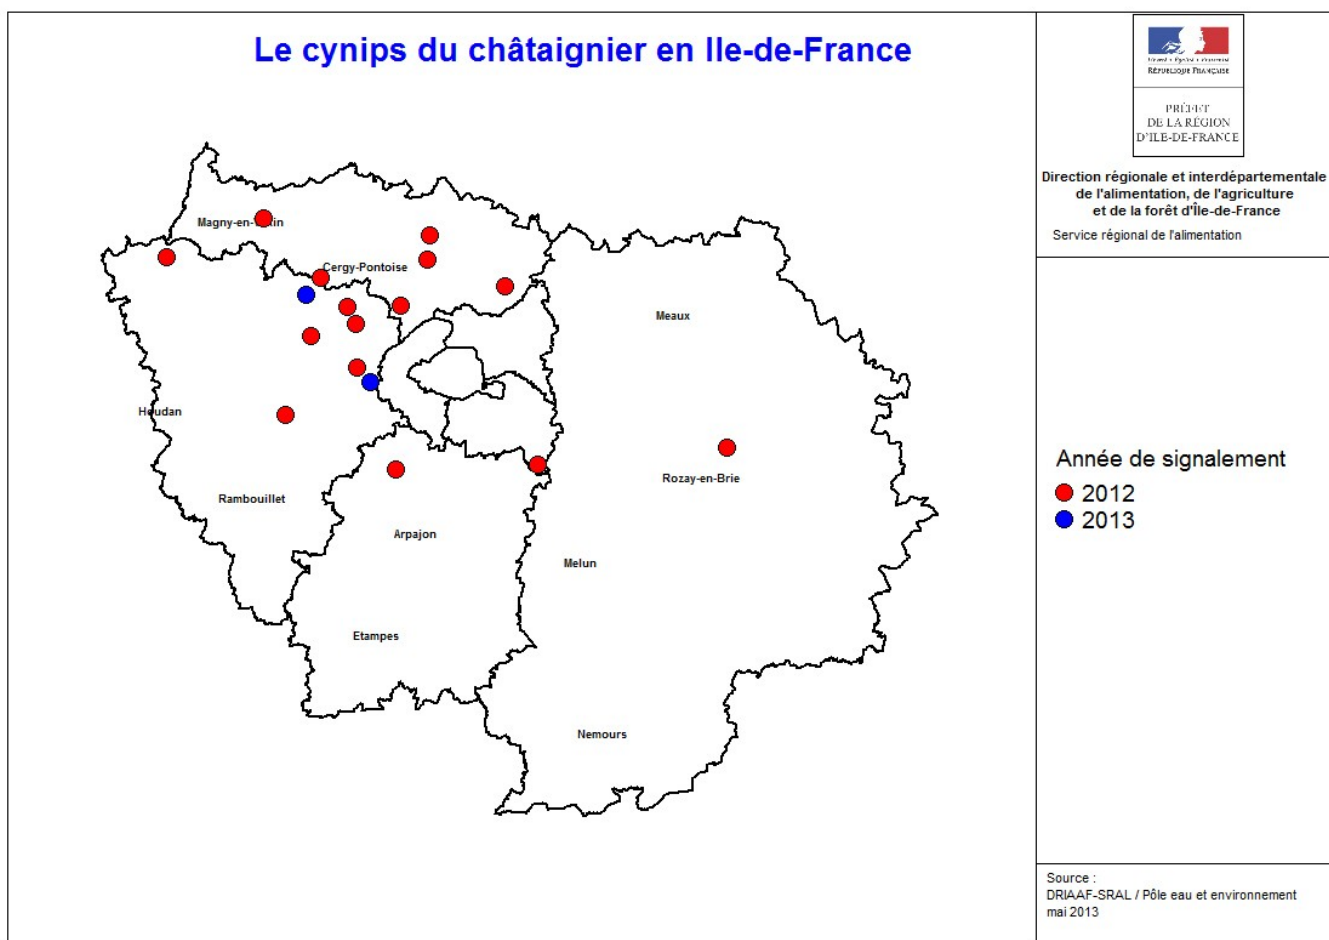 Le cynips du châtaignier en Ile-de-France
RÉPUBLIQUE FRANÇAISE
PRÉFET
DE LA RÉGION
D'ILE-DE-FRANCE
Direction régionale et interdépartementale
de l'alimentation, de l'agriculture
et de la forêt d'Île-de-France
Service régional de l'alimentation
Magny-en-
Cergy-Pontoise
Meaux
Houdan
Rozay-en-Brie
Rambouillet
Arpajon
Melun
Etampes
Nemours
Année de signalement
2012
2013
Source :
DRIAAF-SRAL / Pôle eau et environnement
mai 2013